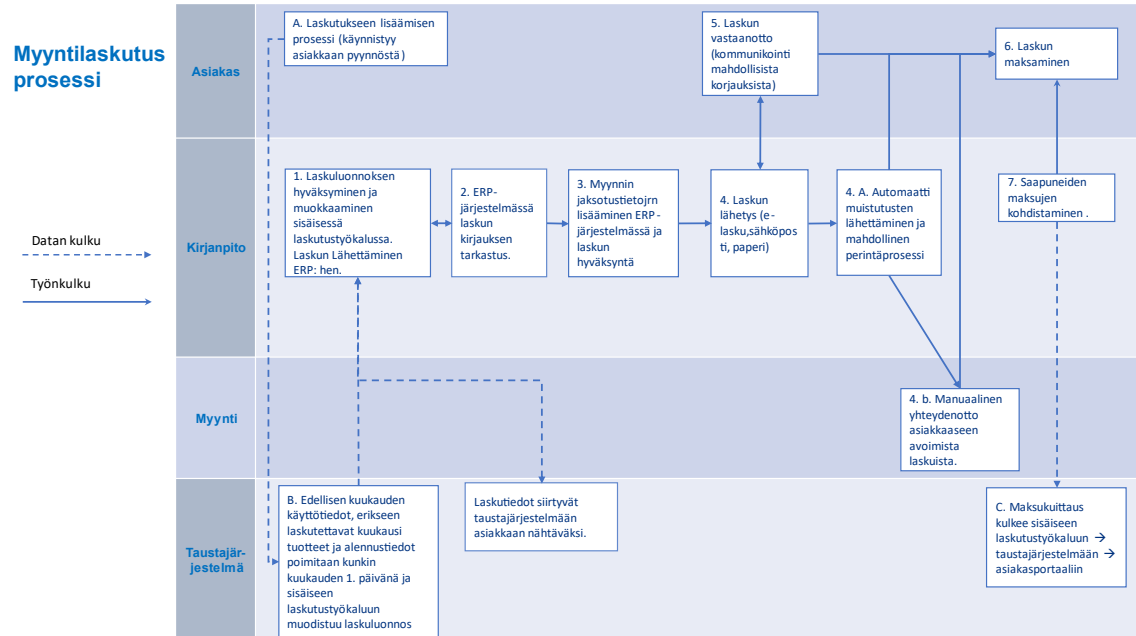 Myyntilaskutus
prosessi
Datan kulku
Työnkulku
Asiakas
A. Laskutukseen lisäämisen
prosessi (käynnistyy
asiakkaan pyynnöstä)
5. Laskun
vastaanotto
(kommunikointi
mahdollisista
korjauksista)
6. Laskun
maksaminen
Kirjanpito
1. Laskuluonnoksen
hyväksyminen ja
muokkaaminen
sisäisessä
laskutustyökalussa.
Laskun Lähettäminen
ERP: hen.
2. ERP-
järjestelmässä
laskun
kirjauksen
tarkastus.
3. Myynnin
jaksotustietojrn
lisääminen ERP -
järjestelmässä ja
laskun
hyväksyntä
4. Laskun
lähetys (e-
lasku,sähköpos
ti, paperi)
4. A. Automaatti
muistutusten
lähettäminen ja
mahdollinen
perintäprosessi
7. Saapuneiden
maksujen
kohdistaminen .
Myynti
4. b. Manuaalinen
yhteydenotto
asiakkaaseen
avoimista
laskuista.
Taustajär-
jestelmä
B. Edellisen kuukauden
käyttötiedot, erikseen
laskutettavat kuukausi
tuotteet ja alennustiedot
poimitaan kunkin
kuukauden 1. päivänä ja
sisäiseen
laskutustyökaluun
muodistuu laskuluonnos
Laskutiedot siirtyvät
taustajärjestelmään
asiakkaan nähtäväksi.
C. Maksukuittaus
kulkee sisäiseen
laskutustyökaluun →
taustajärjestelmään →
asiakasportaaliin